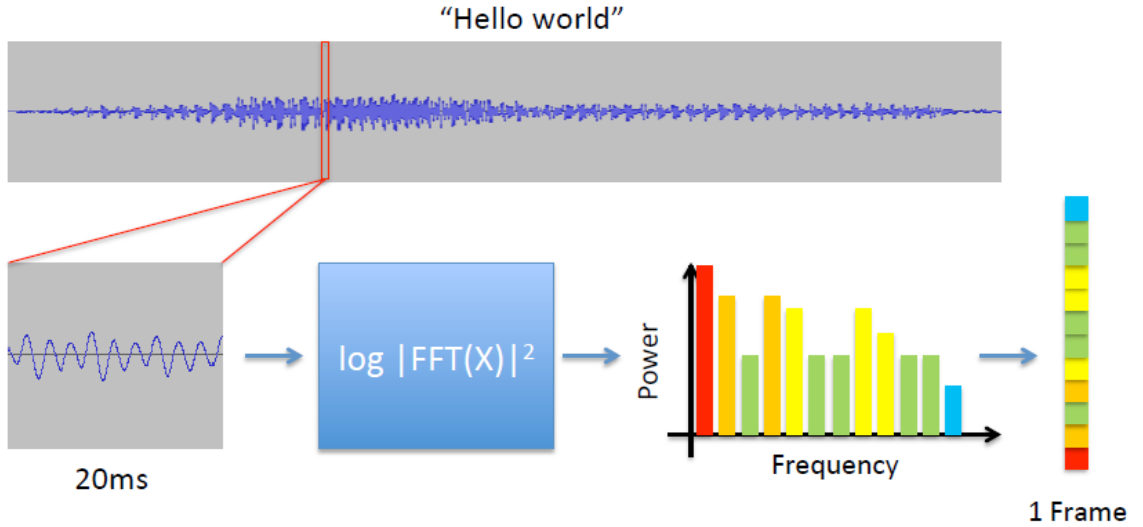 “Hello world”
log |FFT(X)|²
Power
Frequency
20ms
1 Frame